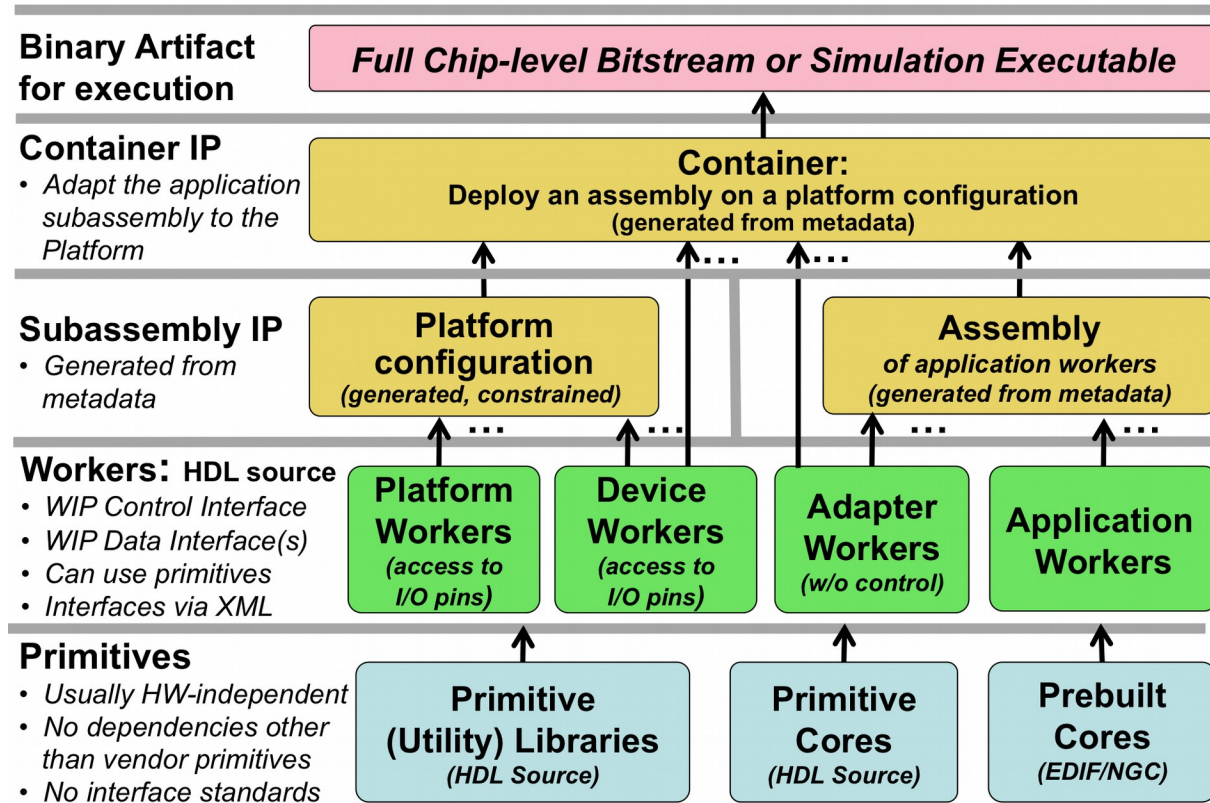 Binary Artifact
for execution
Full Chip-level Bitstream or Simulation Executable
Container IP
• Adapt the application
subassembly to the
Platform
Container:
Deploy an assembly on a platform configuration
(generated from metadata)
... ...
Subassembly IP
• Generated from
metadata
Platform
configuration
(generated, constrained)
Assembly
of application workers
(generated from metadata)
... ... ... ...
Workers: HDL source
• WIP Control Interface
• WIP Data Interface(s)
• Can use primitives
• Interfaces via XML
Platform
Workers
(access to
I/O pins)
Device
Workers
(access to
I/O pins)
Adapter
Workers
(w/o control)
Application
Workers
Primitives
• Usually HW-independent
• No dependencies other
than vendor primitives
• No interface standards
Primitive
(Utility) Libraries
(HDL Source)
Primitive
Cores
(HDL Source)
Prebuilt
Cores
(EDIF/NGC)